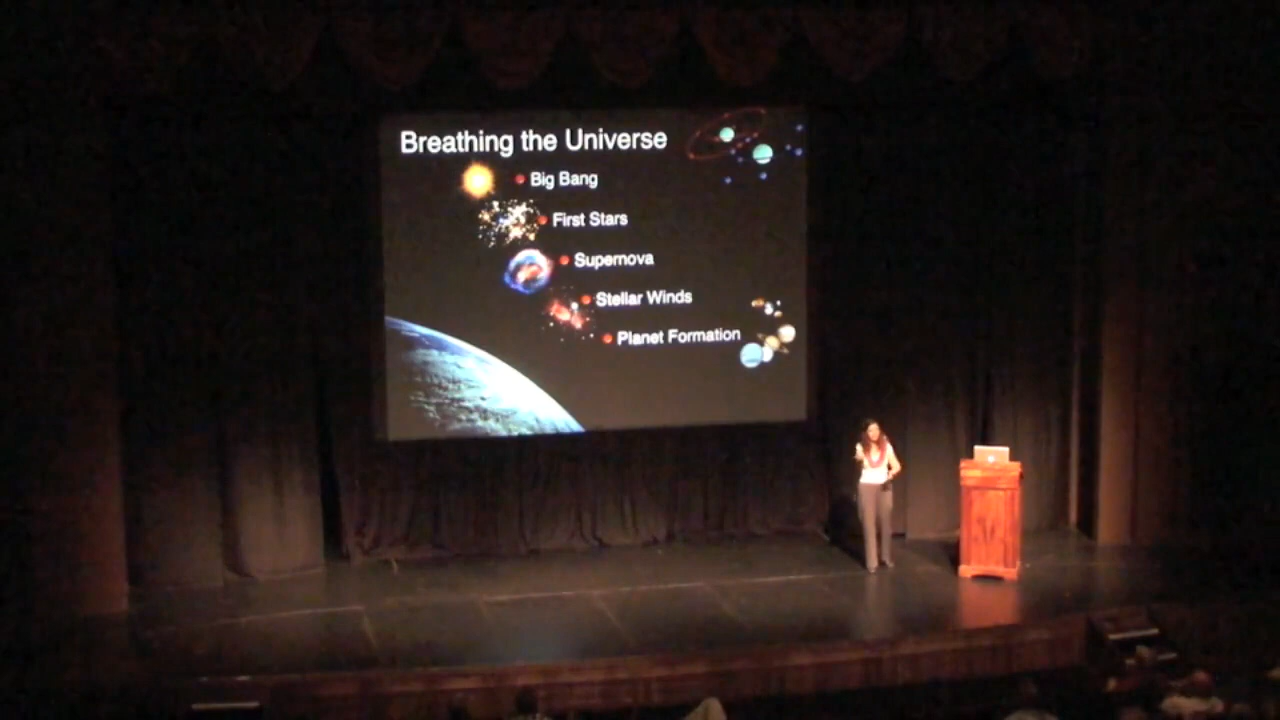 Breathing the Universe
Big Bang
First Stars
Supernova
Stellar Winds
Planet Formation